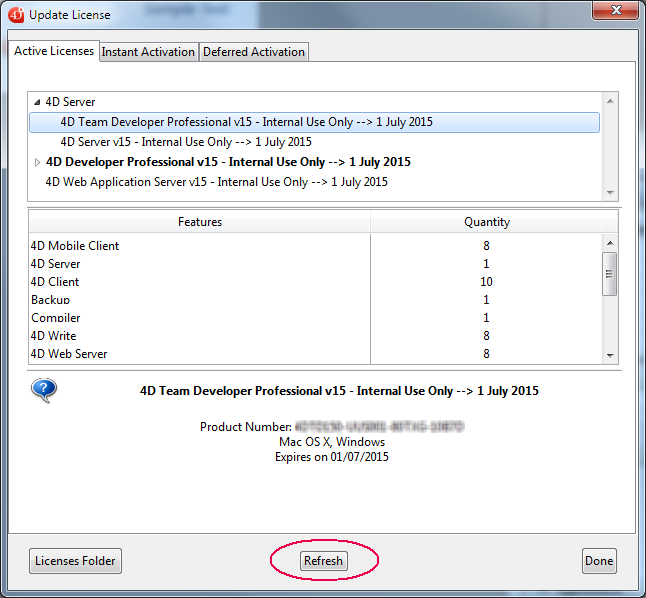 Update License
Active Licenses Instant Activation Deferred Activation
4D Server
4D Team Developer Professional v15 - Internal Use Only --> 1 July 2015
4D Server v15 - Internal Use Only --> 1 July 2015
4D Developer Professional v15 - Internal Use Only --> 1 July 2015
4D Web Application Server v15 - Internal Use Only --> 1 July 2015
Features Quantity
4D Mobile Client 8
4D Server 1
4D Client 10
Backup 1
Compiler 1
4D Write 8
4D Web Server 8
4D Team Developer Professional v15 - Internal Use Only --> 1 July 2015
Product Number:
Mac OS X, Windows
Expires on 01/07/2015
Licenses Folder Refresh Done